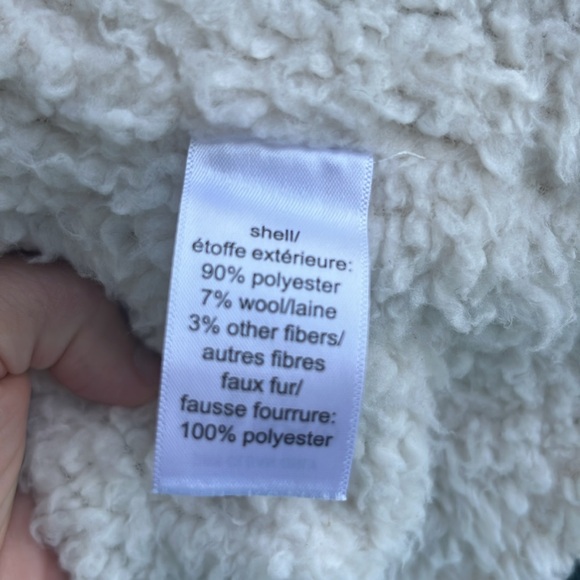 shell/
étoffe extérieure:
90% polyester
7% wool/laine
3% other fibers/
autres fibres
faux fur/
fausse fourrure:
100% polyester